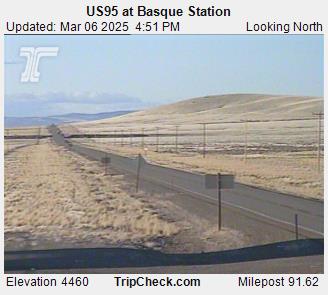 US95 at Basque Station
Updated: Mar 06 2025 4:51 PM Looking North
Elevation 4460 TripCheck.com Milepost 91.62